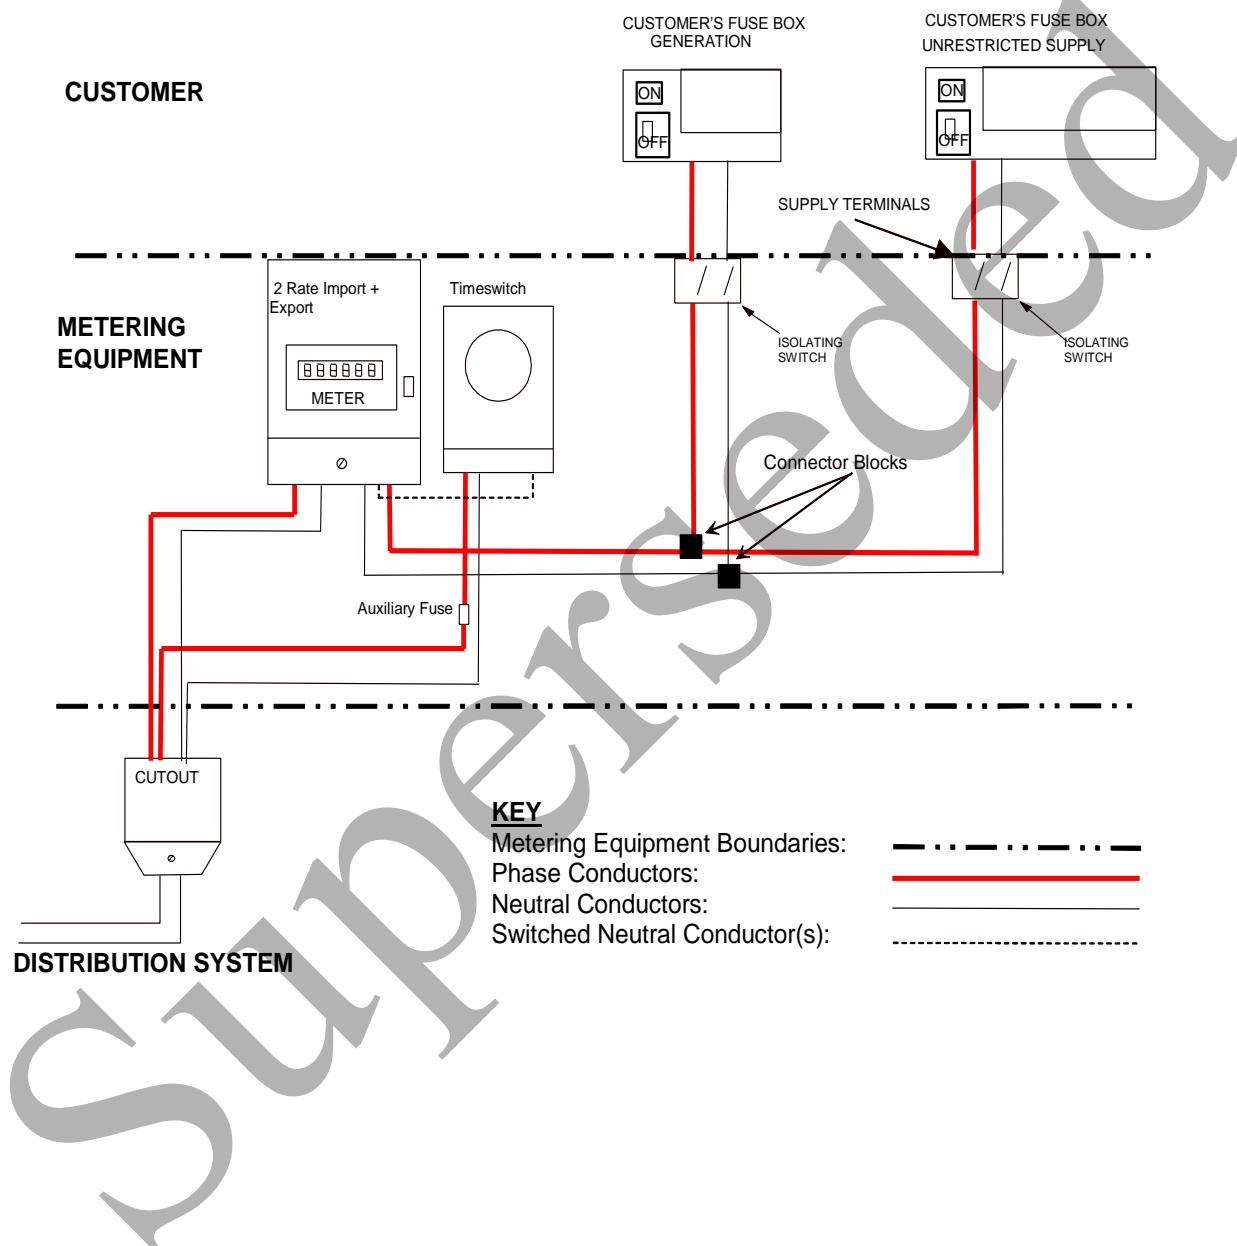 CUSTOMER'S FUSE BOX
GENERATION
CUSTOMER'S FUSE BOX
UNRESTRICTED SUPPLY
CUSTOMER
ON
OFF
ON
OFF
SUPPLY TERMINALS
2 Rate Import +
Export
Timeswitch
METERING
EQUIPMENT
ISOLATING
SWITCH
ISOLATING
SWITCH
888888
METER
Connector Blocks
Auxiliary Fuse
CUTOUT
KEY
Metering Equipment Boundaries:
Phase Conductors:
Neutral Conductors:
Switched Neutral Conductor(s):
DISTRIBUTION SYSTEM
Superseded